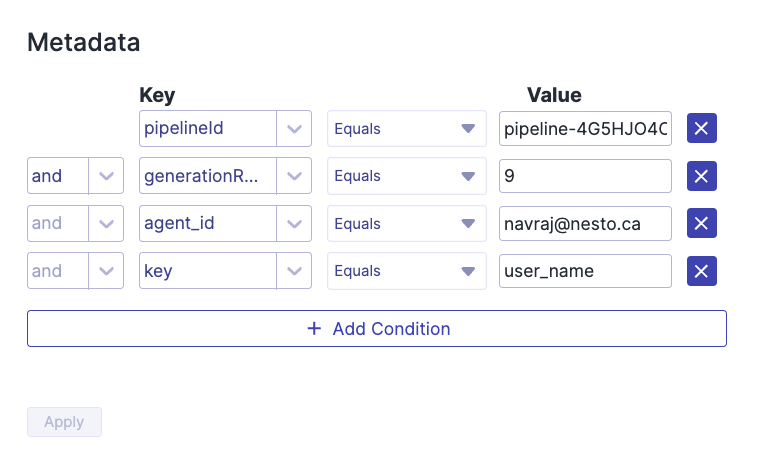 Metadata
Key Value
pipelineId Equals pipeline-4G5HJO4C
and generationR... Equals 9
and agent_id Equals navraj@nesto.ca
and key Equals user_name
+ Add Condition
Apply